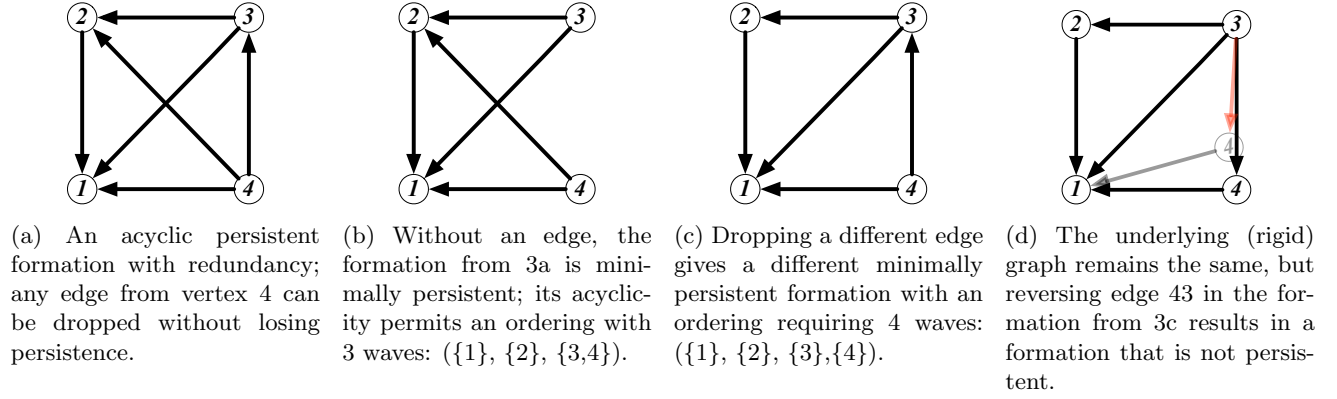 2 3
1 4
2 3
1 4
2 3
1 4
2 3
4
1 4
(a) An acyclic persistent
formation with redundancy;
any edge from vertex 4 can
be dropped without losing
persistence.
(b) Without an edge, the
formation from 3a is mini-
mally persistent; its acyclic-
ity permits an ordering with
3 waves: ({1}, {2}, {3,4}).
(c) Dropping a different edge
gives a different minimally
persistent formation with an
ordering requiring 4 waves:
({1}, {2}, {3},{4}).
(d) The underlying (rigid)
graph remains the same, but
reversing edge 43 in the for-
mation from 3c results in a
formation that is not persis-
tent.